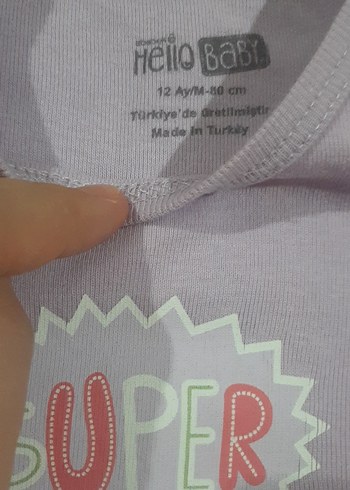 Hello BABY
12 Ay/M-80 cm
Türkiye'de Üretilmiştir
Made in Turkey
SUPER